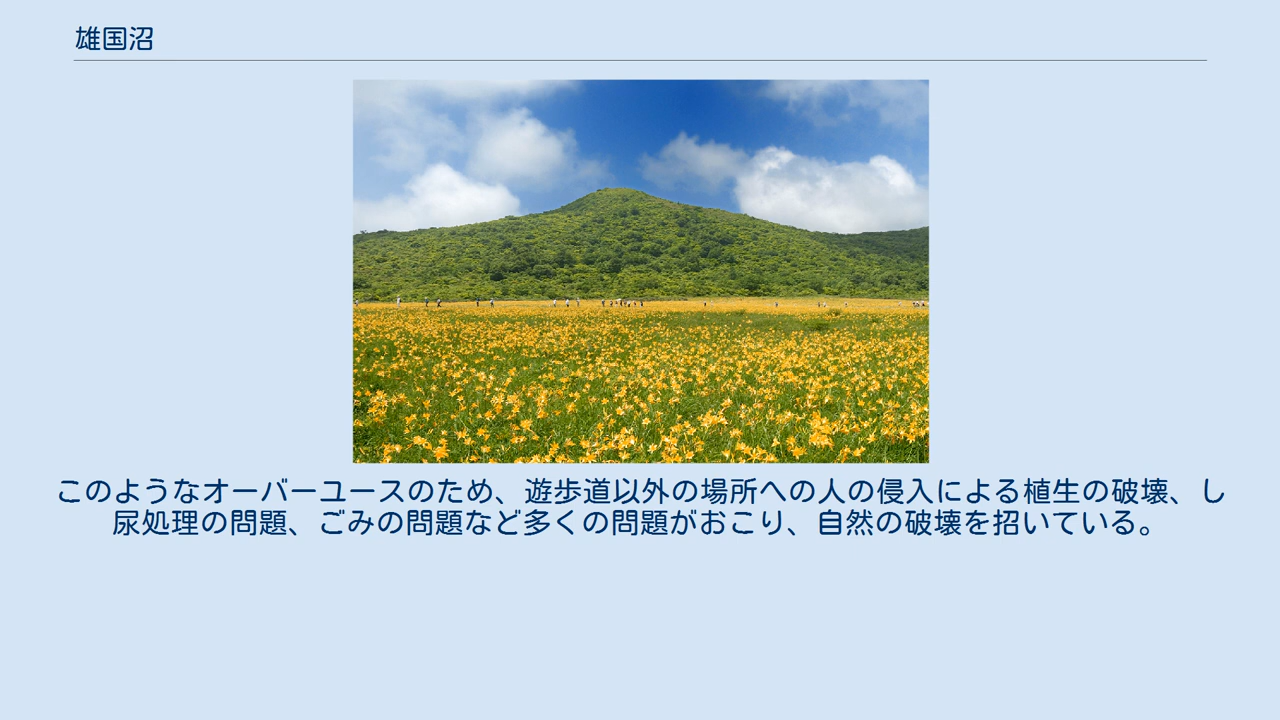 雄国沼
このようなオーバーユースのため、遊歩道以外の場所への人の侵入による植生の破壊、し
尿処理の問題、ごみの問題など多くの問題がおこり、自然の破壊を招いている。